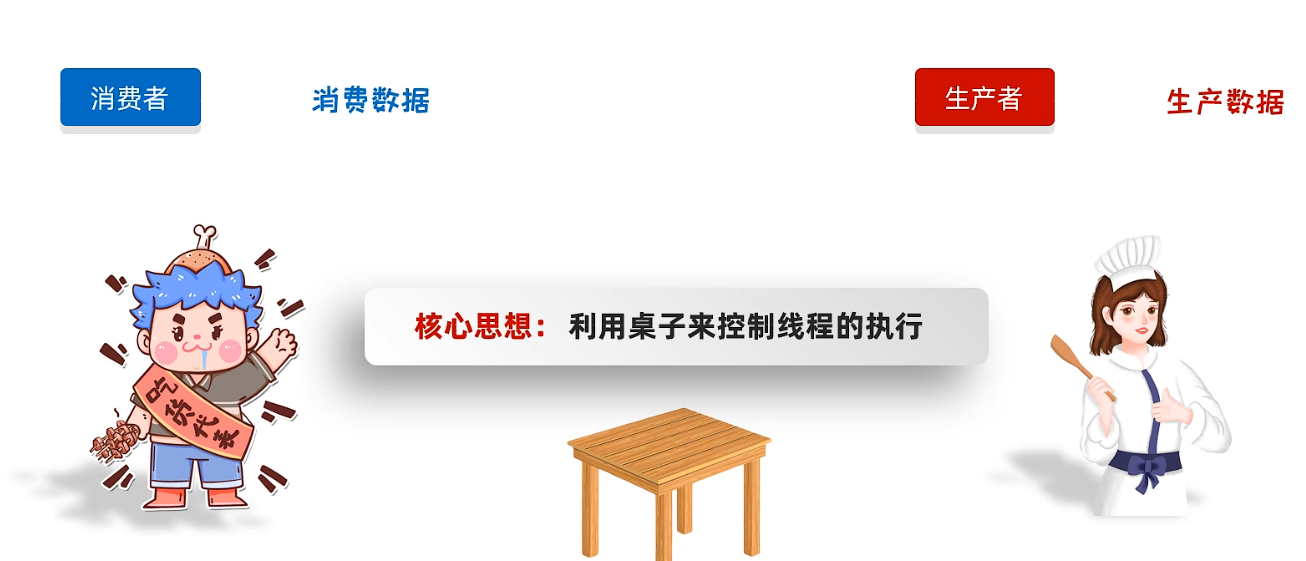 消费者
消费数据
生产者
生产数据
核心思想：利用桌子来控制线程的执行
吃货代表